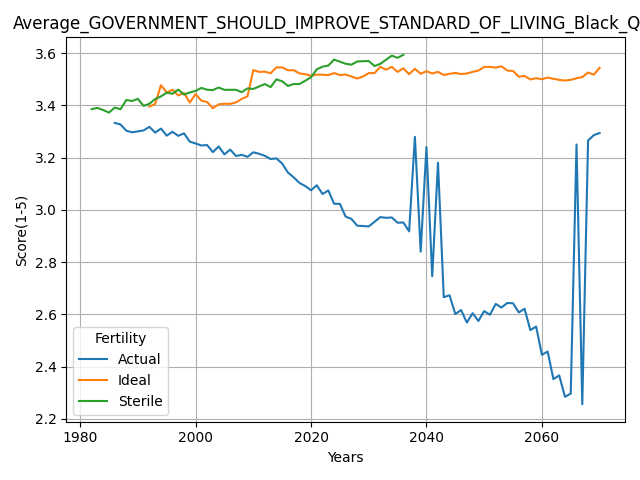 Average_GOVERNMENT_SHOULD_IMPROVE_STANDARD_OF_LIVING_Black_Q
3.6
3.4
3.2
3.0
2.8
2.6
2.4
2.2
Score(1-5)
Fertility
Actual
Ideal
Sterile
1980 2000 2020 2040 2060
Years